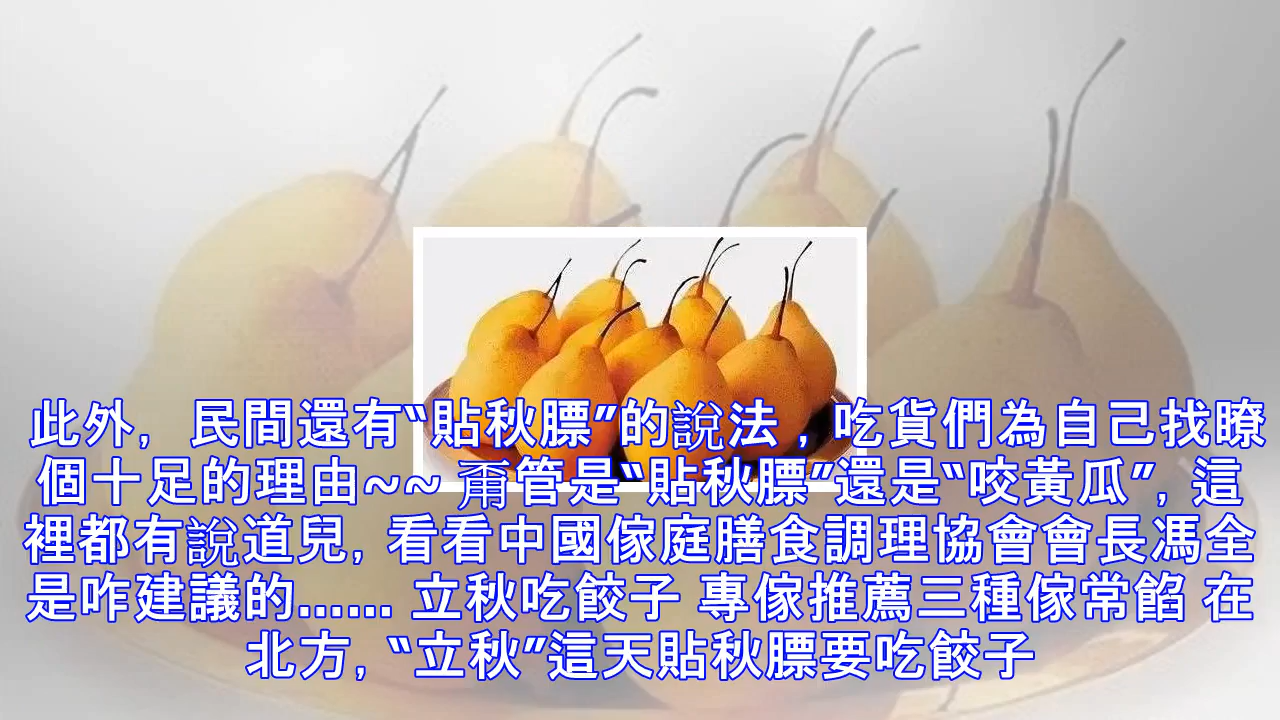 此外, 民間還有“貼秋膘”的說法 , 吃貨們為自己找瞭
個十足的理由~~ 爾管是“貼秋膘”還是“咬黃瓜”, 這
裡都有說道兒, 看看中國傢庭膳食調理協會會長馮全
是咋建議的...... 立秋吃餃子 專傢推薦三種傢常餡 在
北方, “立秋”這天貼秋膘要吃餃子